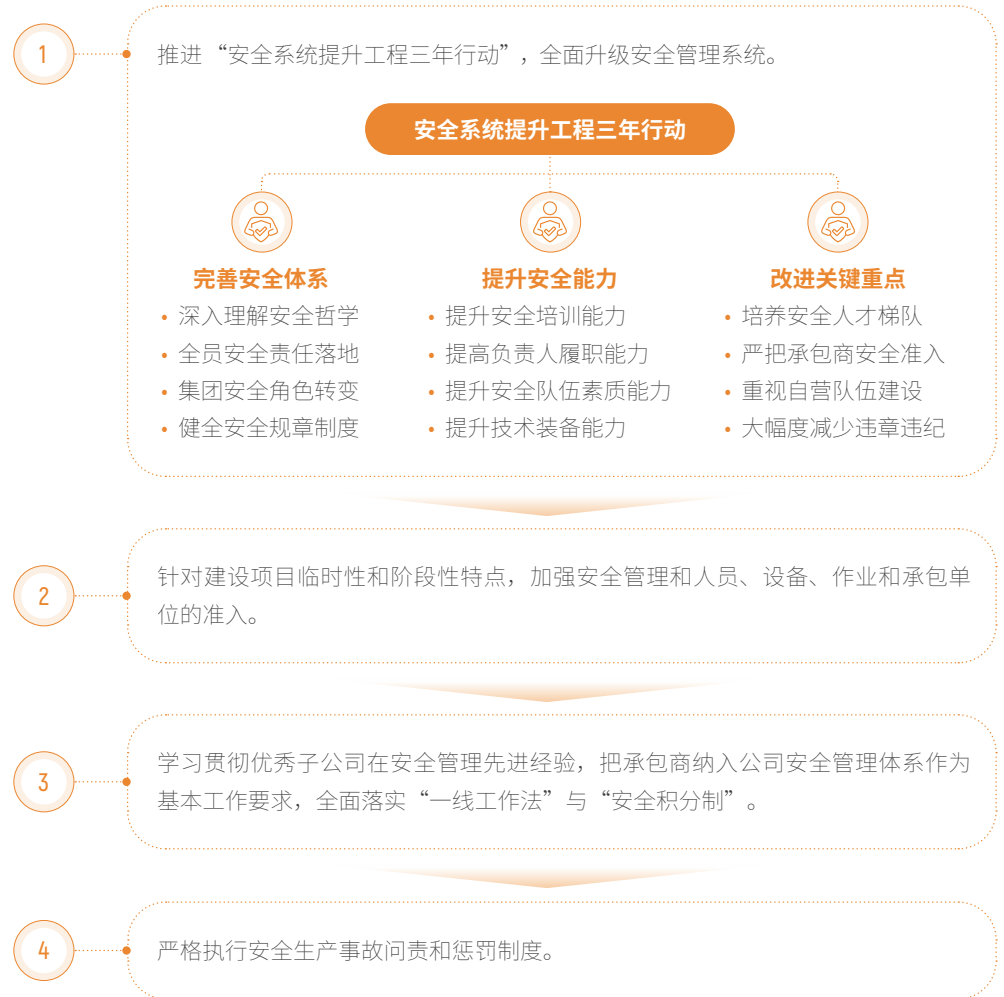 1
推进“安全系统提升工程三年行动”，全面升级安全管理系统。
安全系统提升工程三年行动
完善安全体系
• 深入理解安全哲学
• 全员安全责任落地
• 集团安全角色转变
• 健全安全规章制度
提升安全能力
• 提升安全培训能力
• 提高负责人履职能力
• 提升安全队伍素质能力
• 提升技术装备能力
改进关键重点
• 培养安全人才梯队
• 严把承包商安全准入
• 重视自营队伍建设
• 大幅度减少违章违纪
2
针对建设项目临时性和阶段性特点，加强安全管理和人员、设备、作业和承包单
位的准入。
3
学习贯彻优秀子公司在安全管理先进经验，把承包商纳入公司安全管理体系作为
基本工作要求，全面落实“一线工作法”与“安全积分制”。
4
严格执行安全生产事故问责和惩罚制度。